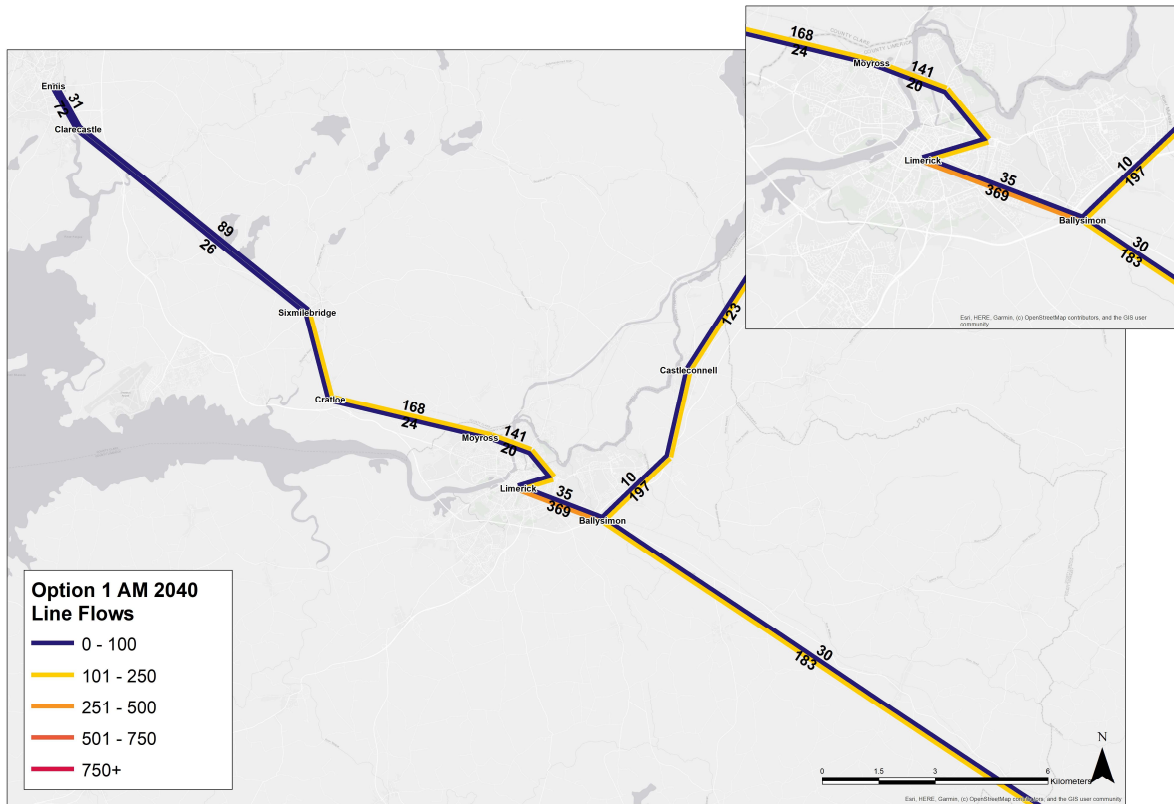 168
24
COUNTY CLARE
COUNTY LIMERICK
Moyross
141
20
Limerick
35
369
10
197
Ballysimon
30
183
Esri, HERE, Garmin, (c) OpenStreetMap contributors, and the GIS user
community
Ennis
31
72
Clarecastle
89
26
Sixmilebridge
123
Castleconnell
Cratloe
168
24
Moyross
141
20
Limerick
35
369
10
197
Ballysimon
30
183
Option 1 AM 2040
Line Flows
0 - 100
101 - 250
251 - 500
501 - 750
750+
N
0 1.5 3 6
Kilometers
Esri, HERE, Garmin, (c) OpenStreetMap contributors, and the GIS user community